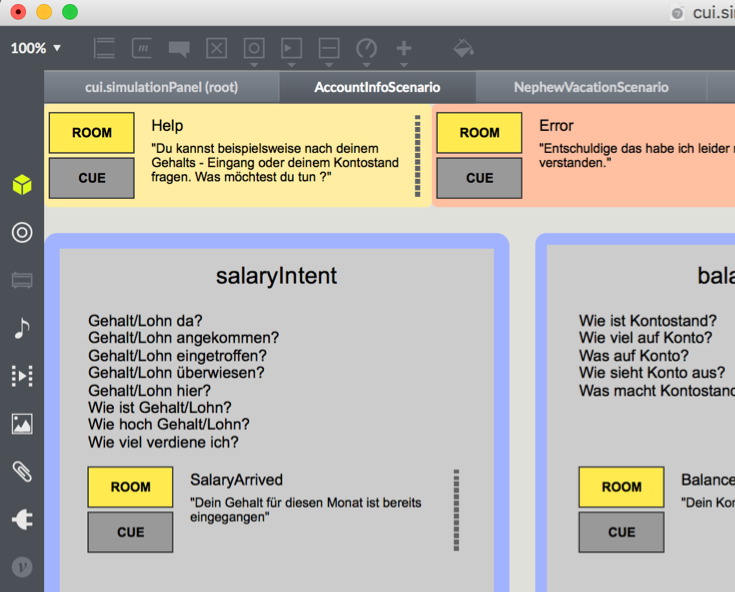 cui.si
100% ▼
m
cui.simulationPanel (root) AccountInfoScenario NephewVacationScenario
ROOM
CUE
Help
"Du kannst beispielsweise nach deinem
Gehalts - Eingang oder deinem Kontostand
fragen. Was möchtest du tun ?"
ROOM
CUE
Error
"Entschuldige das habe ich leider
verstanden."
salaryIntent
Gehalt/Lohn da?
Gehalt/Lohn angekommen?
Gehalt/Lohn eingetroffen?
Gehalt/Lohn überwiesen?
Gehalt/Lohn hier?
Wie ist Gehalt/Lohn?
Wie hoch Gehalt/Lohn?
Wie viel verdiene ich?
ROOM
CUE
SalaryArrived
"Dein Gehalt für diesen Monat ist bereits
eingegangen"
bala
Wie ist Kontostand?
Wie viel auf Konto?
Was auf Konto?
Wie sieht Konto aus?
Was macht Kontostand
ROOM
CUE
Balance
"Dein Kon